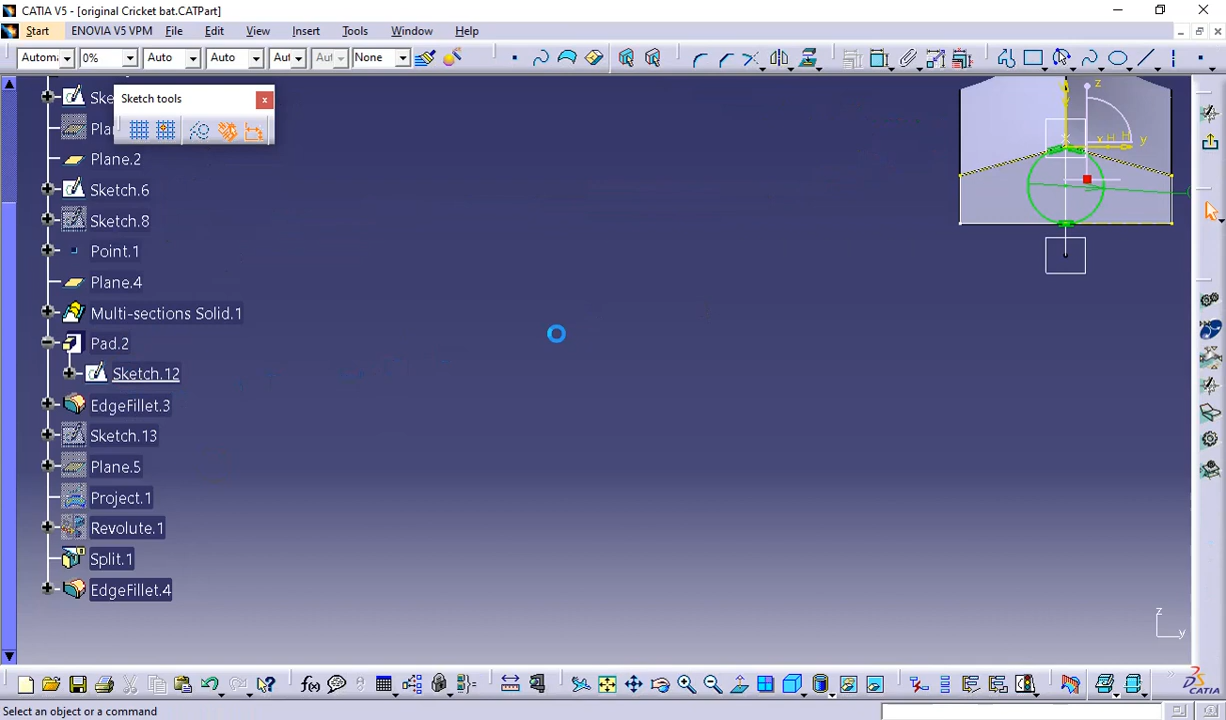 CATIA V5 - [original Cricket bat.CATPart]
Start ENOVIA V5 VPM File Edit View Insert Tools Window Help
Automa 0% Auto Auto Aut Aut None
Sketch tools
x
Ske
Plan
Plane.2
Sketch.6
Sketch.8
Point.1
Plane.4
Multi-sections Solid.1
Pad.2
Sketch.12
EdgeFillet.3
Sketch.13
Plane.5
Project.1
Revolute.1
Split.1
EdgeFillet.4
z
y
x H H y
z
y
f(x)
CATIA
Select an object or a command